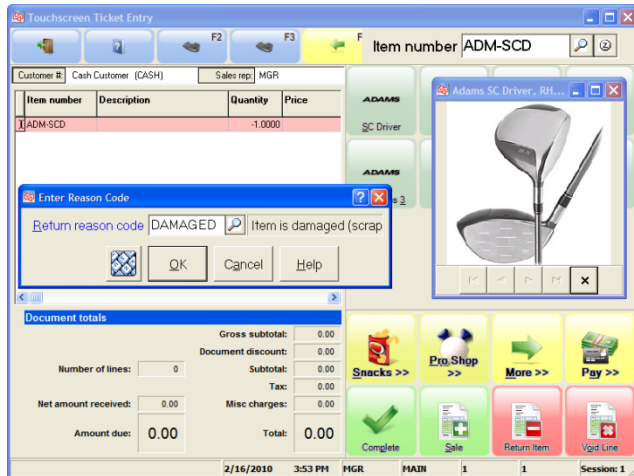 Touchscreen Ticket Entry
F2
F3
Item number ADM-SCD
Customer #: Cash Customer (CASH) Sales rep: MGR
Item number Description Quantity Price
ADM-SCD -1.0000
ADAMS
SC Driver
ADAMS
3
Adams SC Driver, RH...
Enter Reason Code
Return reason code DAMAGED Item is damaged (scrap
OK Cancel Help
Document totals
Gross subtotal: 0.00
Document discount: 0.00
Number of lines: 0 Subtotal: 0.00
Tax: 0.00
Net amount received: 0.00 Misc charges: 0.00
Amount due: 0.00 Total: 0.00
Snacks >> Pro Shop >> More >> Pay >>
Complete Sale Return Item Void Line
2/16/2010 3:53 PM MGR MAIN 1 1 Session: 1